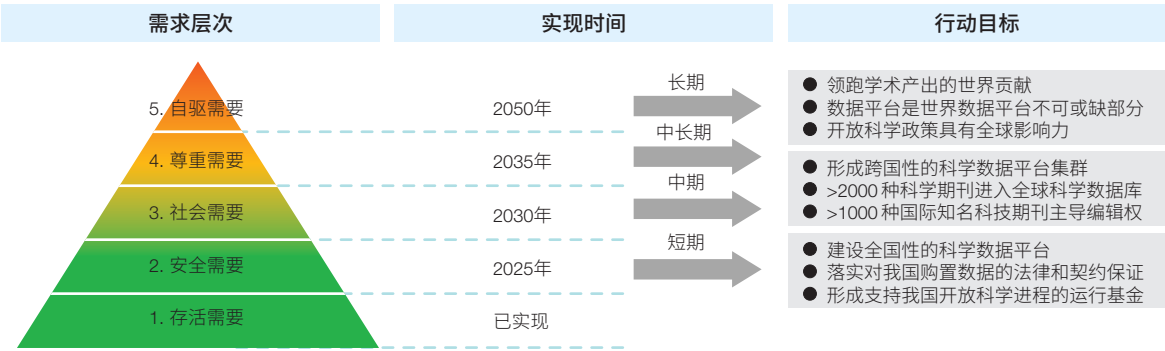 需求层次
实现时间
行动目标
5. 自驱需要
2050年
长期
领跑学术产出的世界贡献
数据平台是世界数据平台不可或缺部分
开放科学政策具有全球影响力
4. 尊重需要
2035年
中长期
形成跨国性的科学数据平台集群
>2000 种科学期刊进入全球科学数据库
>1000 种国际知名科技期刊主导编辑权
3. 社会需要
2030年
中期
2. 安全需要
2025年
短期
建设全国性的科学数据平台
落实对我国购置数据的法律和契约保证
形成支持我国开放科学进程的运行基金
1. 存活需要
已实现